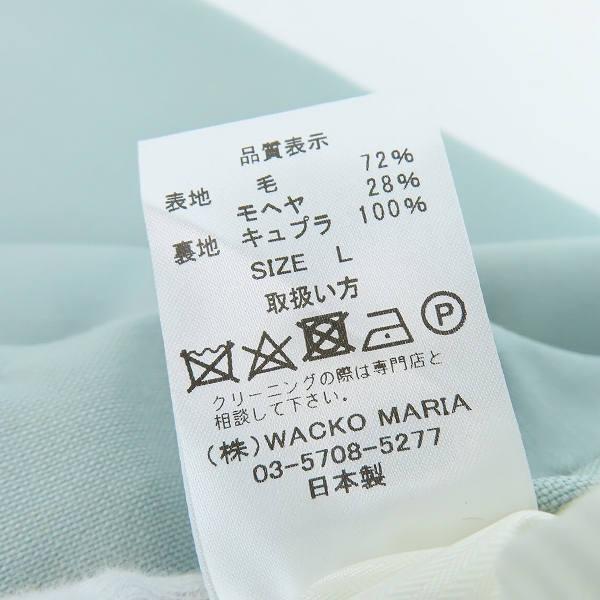 品質表示
表地 毛 72%
モヘヤ 28%
裏地 キュプラ 100%
SIZE L
取扱い方
P
クリーニングの際は専門店と
相談して下さい。
(株)WACKO MARIA
03-5708-5277
日本製